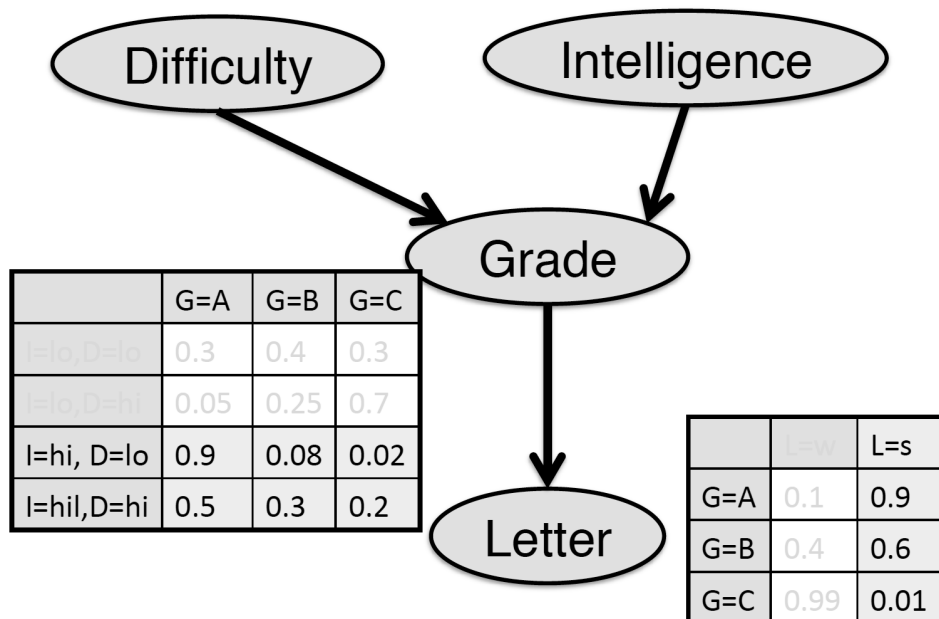 Difficulty
Intelligence
Grade
G=A G=B G=C
I=lo,D=lo 0.3 0.4 0.3
I=lo,D=hi 0.05 0.25 0.7
I=hi, D=lo 0.9 0.08 0.02
I=hil,D=hi 0.5 0.3 0.2
Letter
L=w L=s
G=A 0.1 0.9
G=B 0.4 0.6
G=C 0.99 0.01